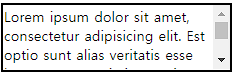 Lorem ipsum dolor sit amet,
consectetur adipisicing elit. Est
optio sunt alias veritatis esse